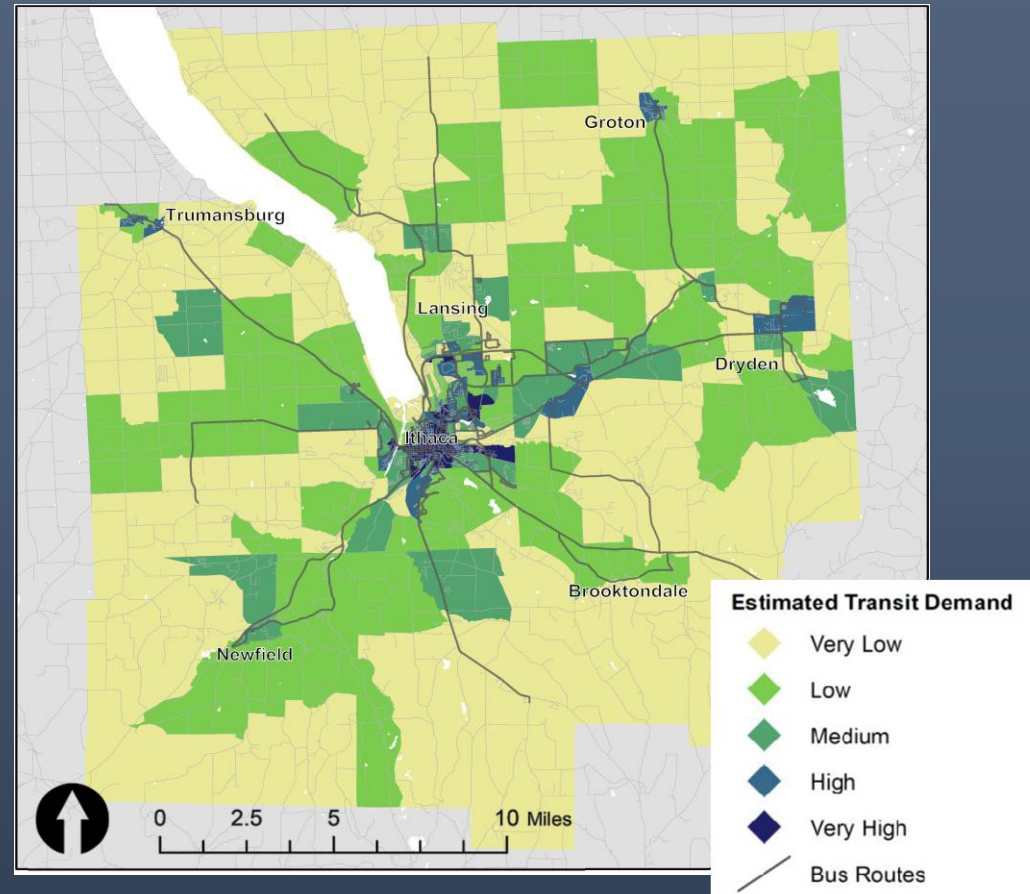 Groton
Trumansburg
Lansing
Dryden
Ithaca
Brooktondale
Newfield
0 2.5 5 10 Miles
Estimated Transit Demand
Very Low
Low
Medium
High
Very High
Bus Routes